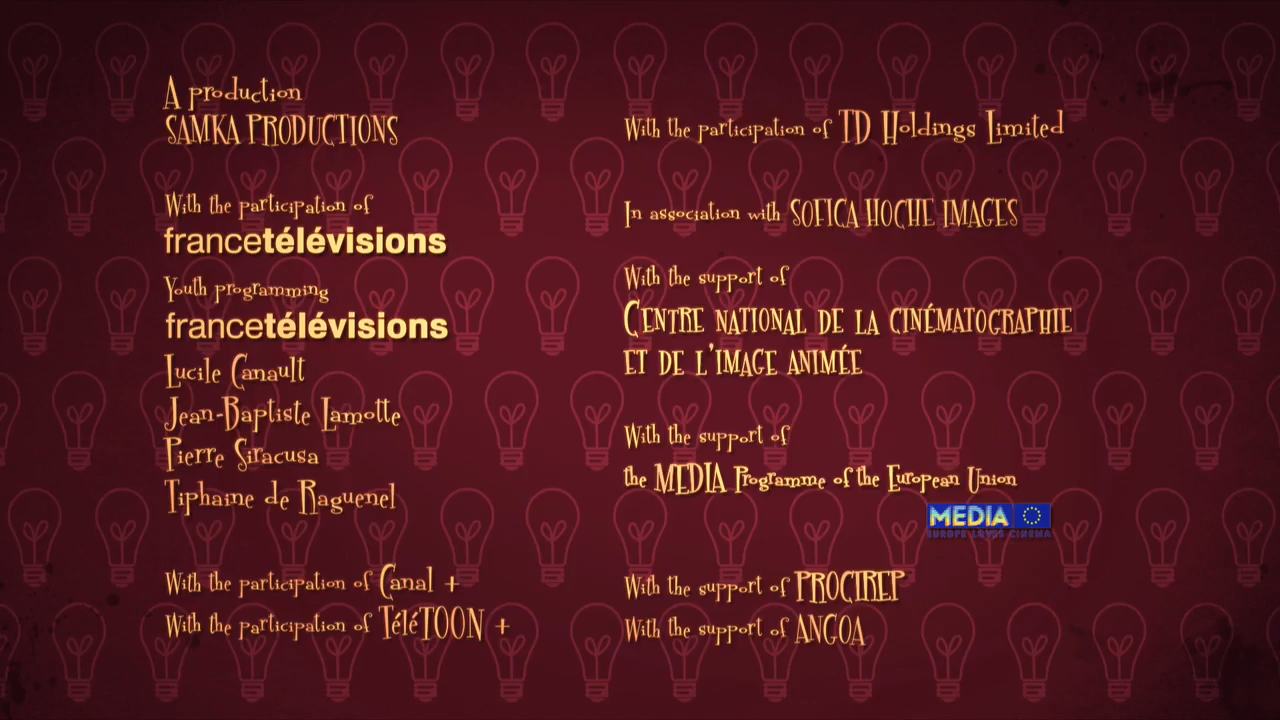 A production
SAMKA PRODUCTIONS
With the participation of
francetélévisions
Youth programming
francetélévisions
Lucile Canault
Jean-Baptiste Lamotte
Pierre Siracusa
Tiphaine de Raguenel
With the participation of Canal +
With the participation of TéléTOON +
With the participation of TD Holdings Limited
In association with SOFICA HOCHE IMAGES
With the support of
CENTRE NATIONAL DE LA CINÉMATOGRAPHIE
ET DE L'IMAGE ANIMÉE
With the support of
the MEDIA Programme of the European Union
MEDIA
EUROPE LOVES CINEMA
With the support of PROCIREP
With the support of ANGOA